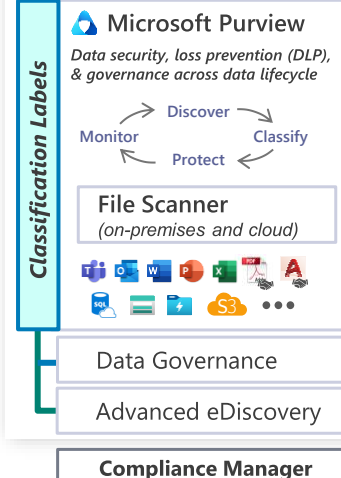 Classification Labels
Microsoft Purview
Data security, loss prevention (DLP),
& governance across data lifecycle
Discover
Monitor
Classify
Protect
File Scanner
(on-premises and cloud)
PDF
SQL
S3
Data Governance
Advanced eDiscovery
Compliance Manager